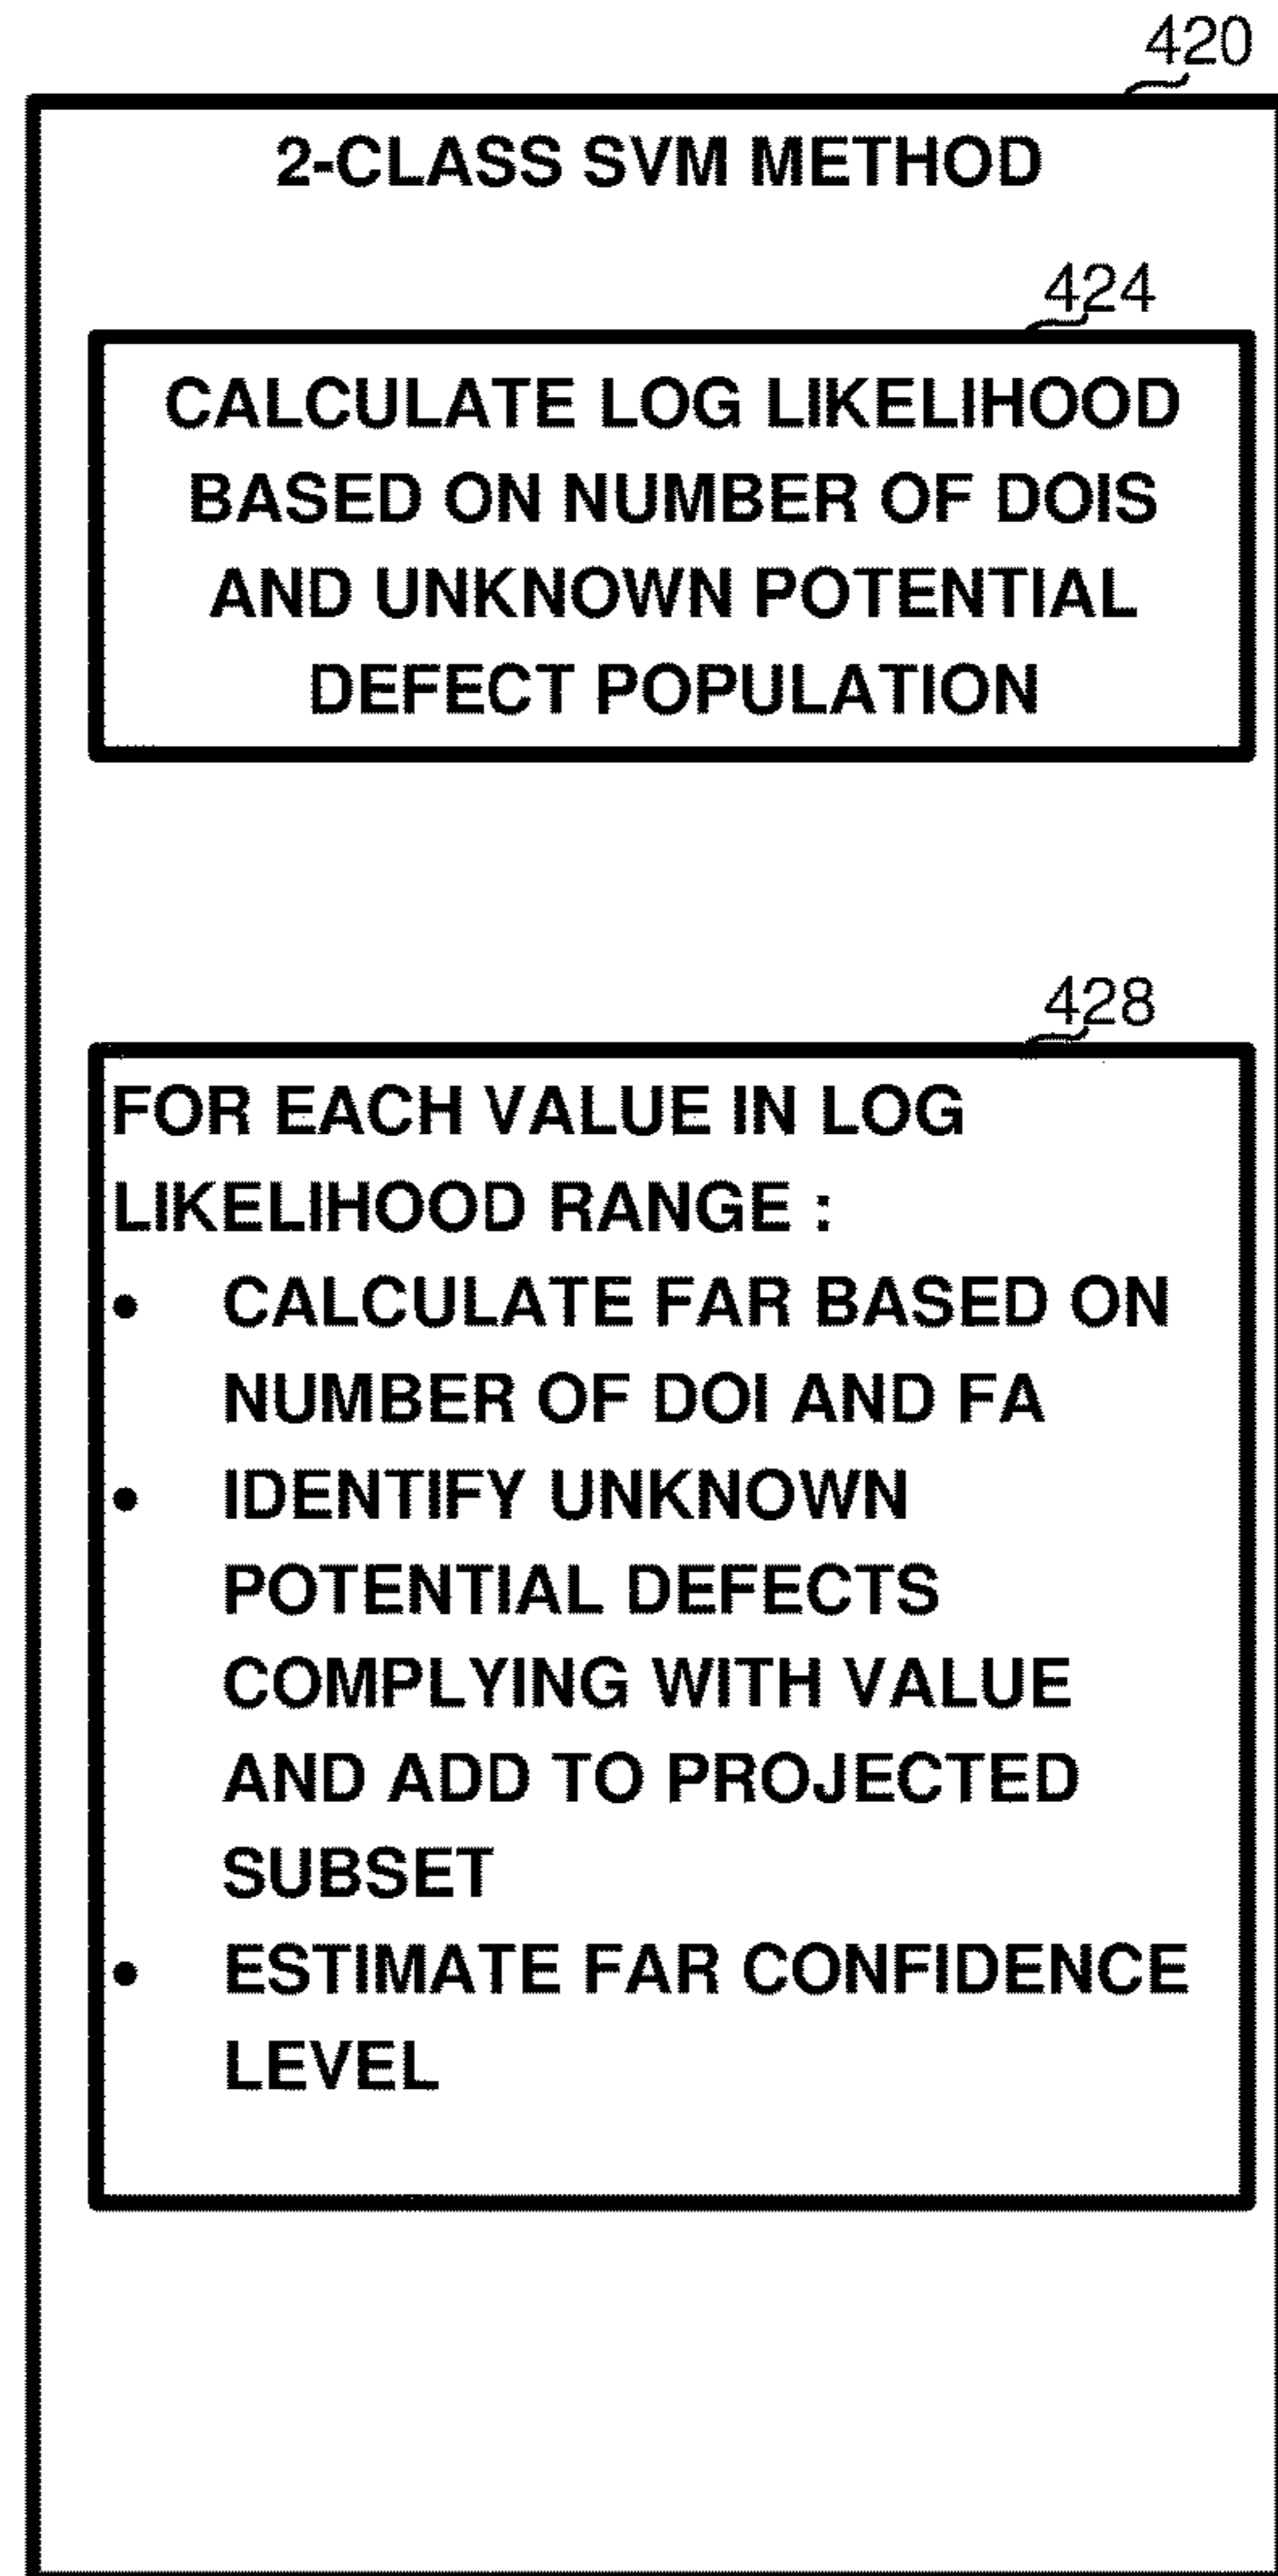 420
2-CLASS SVM METHOD
424
CALCULATE LOG LIKELIHOOD
BASED ON NUMBER OF DOIS
AND UNKNOWN POTENTIAL
DEFECT POPULATION
428
FOR EACH VALUE IN LOG
LIKELIHOOD RANGE :
• CALCULATE FAR BASED ON
NUMBER OF DOI AND FA
• IDENTIFY UNKNOWN
POTENTIAL DEFECTS
COMPLYING WITH VALUE
AND ADD TO PROJECTED
SUBSET
• ESTIMATE FAR CONFIDENCE
LEVEL